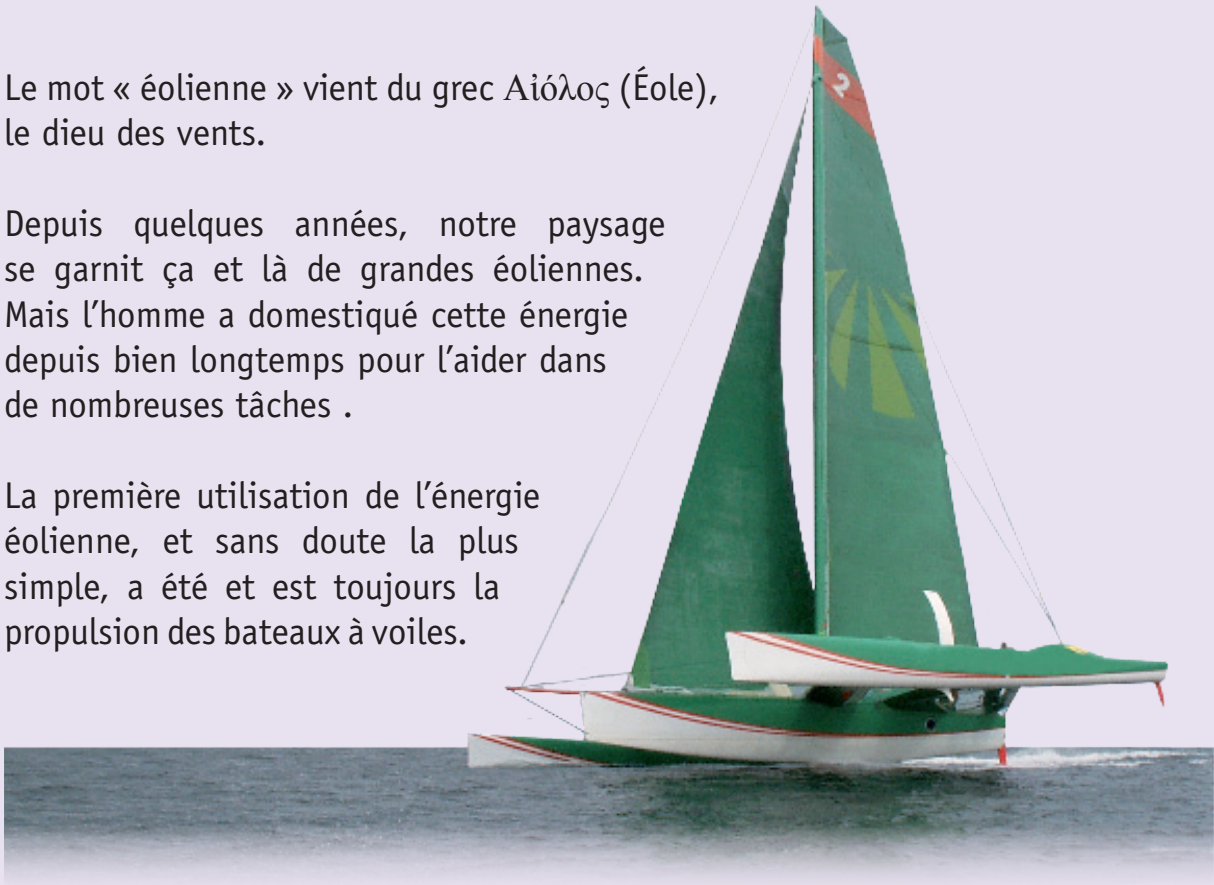 Le mot « éolienne » vient du grec Αἰόλος (Éole),
le dieu des vents.
Depuis quelques années, notre paysage
se garnit ça et là de grandes éoliennes.
Mais l’homme a domestiqué cette énergie
depuis bien longtemps pour l’aider dans
de nombreuses tâches .
La première utilisation de l’énergie
éolienne, et sans doute la plus
simple, a été et est toujours la
propulsion des bateaux à voiles.
2